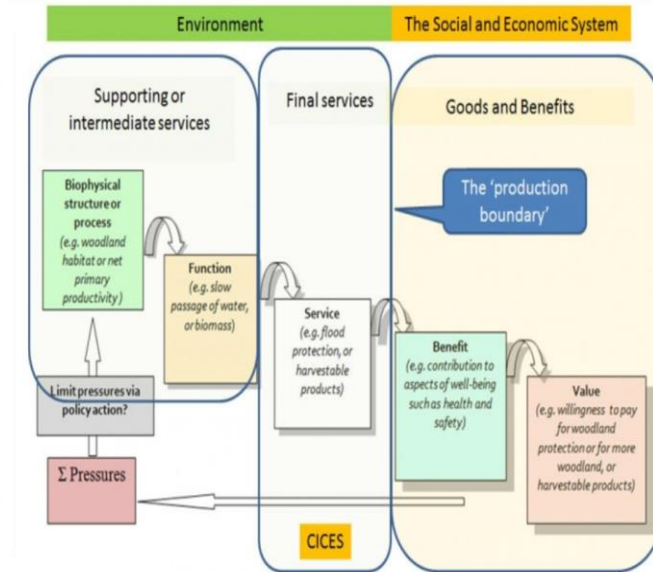 Environment
The Social and Economic System
Supporting or
intermediate services
Final services
Goods and Benefits
Biophysical
structure or
process
(e.g. woodland
habitat or net
primary
productivity )
The 'production
boundary'
Function
(e.g. slow
passage of water,
or biomass)
Service
(e.g. flood
protection, or
harvestable
products)
Benefit
(e.g. contribution to
aspects of well-being
such as health and
safety)
Value
(e.g. willingness to pay
for woodland
protection or for more
woodland, or
harvestable products)
Limit pressures via
policy action?
Σ Pressures
CICES